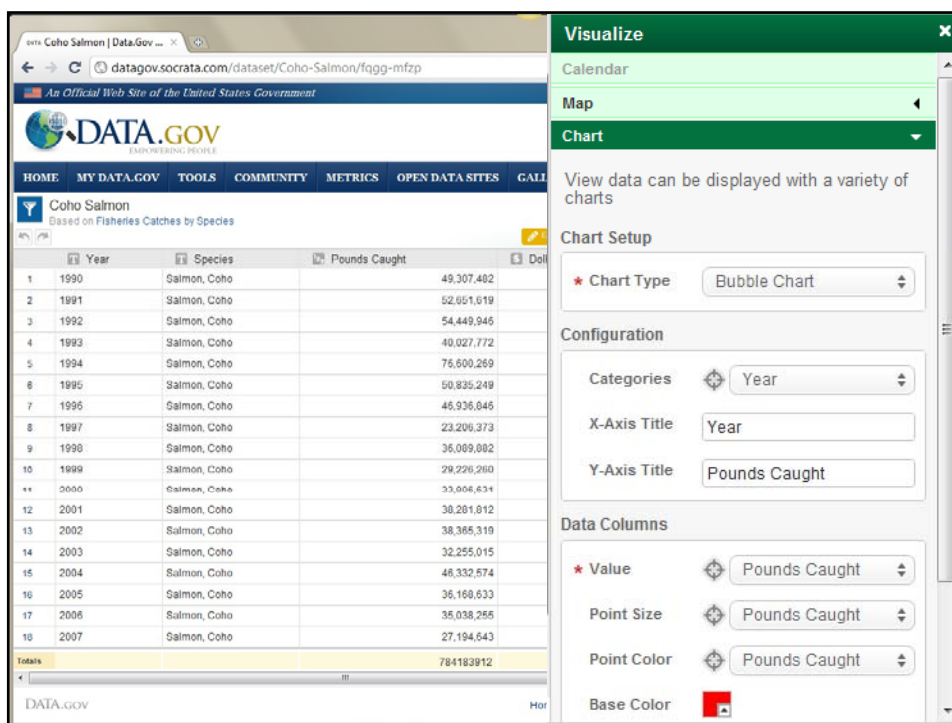 DATA Coho Salmon | Data.Gov ... ×
datagov.socrata.com/dataset/Coho-Salmon/fqgg-mfzp
An Official Web Site of the United States Government
DATA.GOV
EMPOWERING PEOPLE
HOME MY DATA.GOV TOOLS COMMUNITY METRICS OPEN DATA SITES GALL
Coho Salmon
Based on Fisheries Catches by Species
Year Species Pounds Caught Doll
1 1990 Salmon, Coho 49,307,482
2 1991 Salmon, Coho 52,651,619
3 1992 Salmon, Coho 54,449,946
4 1993 Salmon, Coho 40,027,772
5 1994 Salmon, Coho 76,600,269
6 1995 Salmon, Coho 50,835,249
7 1996 Salmon, Coho 46,936,846
8 1997 Salmon, Coho 23,206,373
9 1998 Salmon, Coho 36,089,882
10 1999 Salmon, Coho 29,226,260
11 2000 Salmon, Coho
12 2001 Salmon, Coho 38,281,812
13 2002 Salmon, Coho 38,365,319
14 2003 Salmon, Coho 32,255,015
15 2004 Salmon, Coho 46,332,574
16 2005 Salmon, Coho 36,168,633
17 2006 Salmon, Coho 35,038,255
18 2007 Salmon, Coho 27,194,643
Totals 784183912
DATA.GOV Hor
Visualize ×
Calendar
Map
Chart
View data can be displayed with a variety of
charts
Chart Setup
* Chart Type Bubble Chart
Configuration
Categories Year
X-Axis Title Year
Y-Axis Title Pounds Caught
Data Columns
* Value Pounds Caught
Point Size Pounds Caught
Point Color Pounds Caught
Base Color